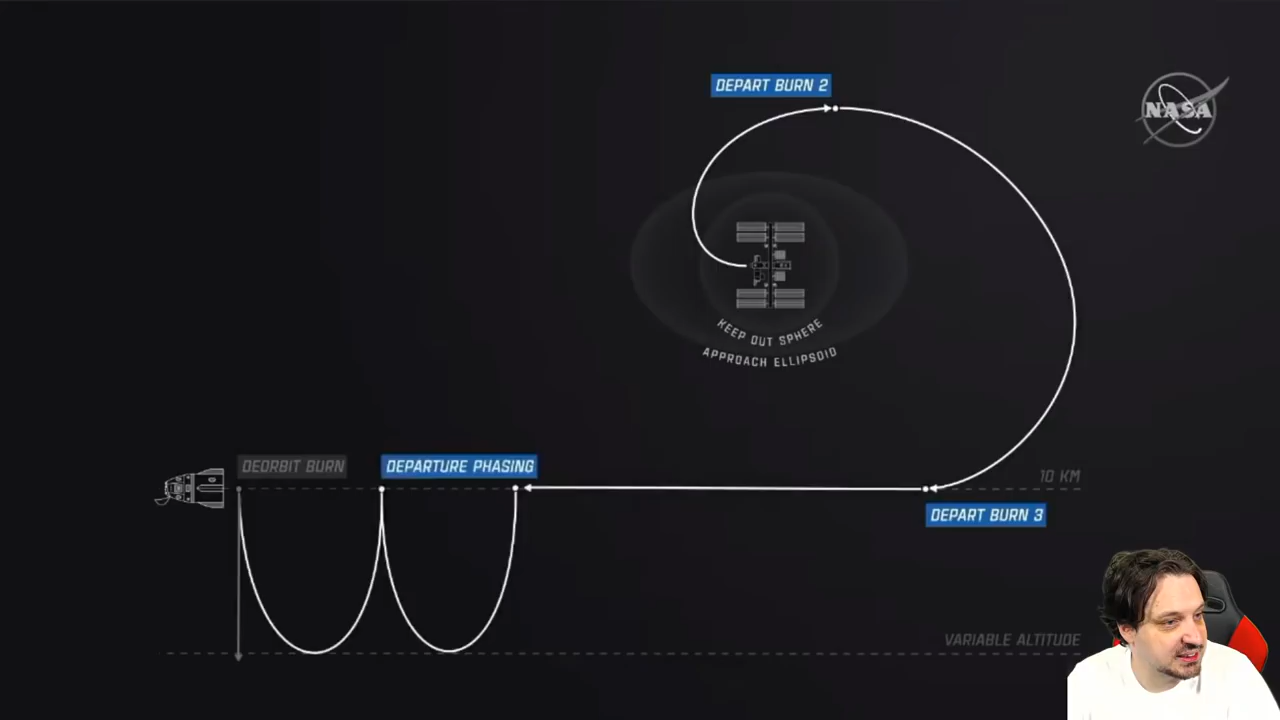 DEPART BURN 2
NASA
KEEP OUT SPHERE
APPROACH ELLIPSOID
DEORBIT BURN
DEPARTURE PHASING
10 KM
DEPART BURN 3
VARIABLE ALTITUDE